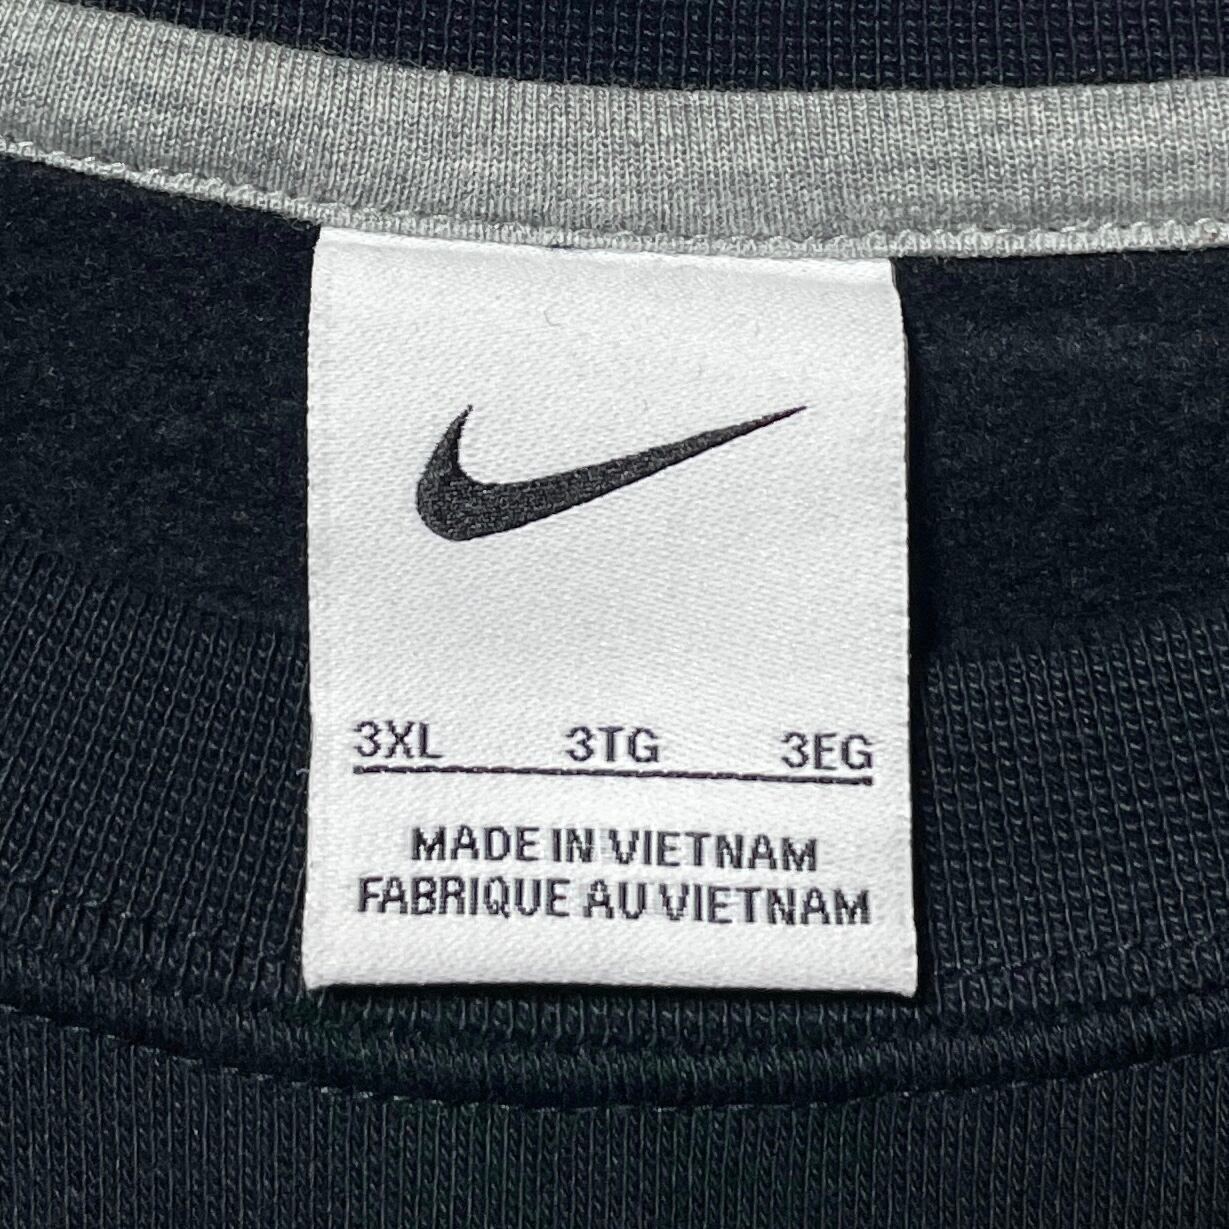 3XL 3TG 3EG
MADE IN VIETNAM
FABRIQUE AU VIETNAM